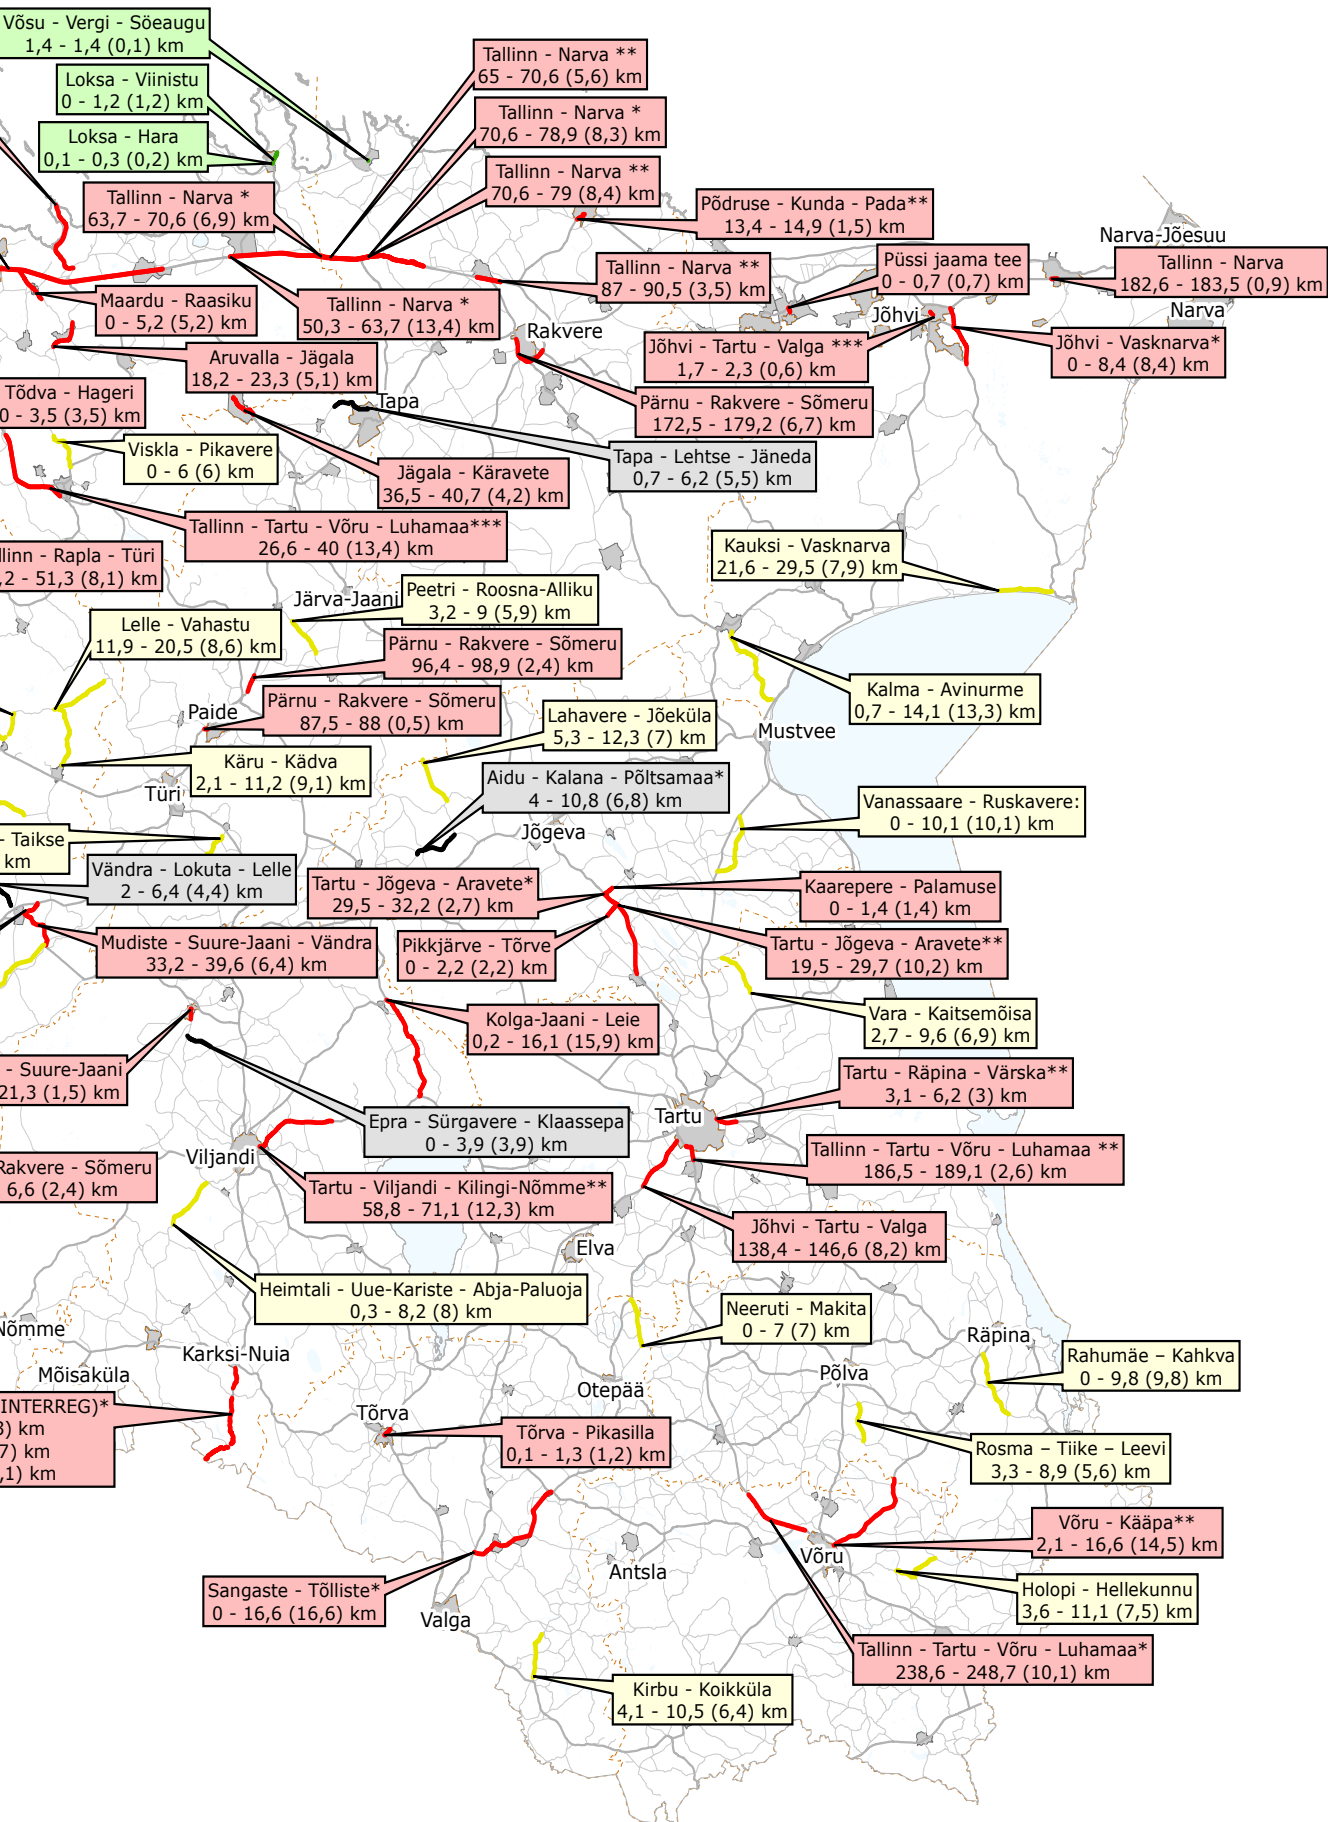 Võsu - Vergi - Söeaugu
1,4 - 1,4 (0,1) km
Loksa - Viinistu
0 - 1,2 (1,2) km
Loksa - Hara
0,1 - 0,3 (0,2) km
Tallinn - Narva **
65 - 70,6 (5,6) km
Tallinn - Narva *
70,6 - 78,9 (8,3) km
Tallinn - Narva **
70,6 - 79 (8,4) km
Tallinn - Narva *
63,7 - 70,6 (6,9) km
Põdruse - Kunda - Pada**
13,4 - 14,9 (1,5) km
Narva-Jõesuu
Tallinn - Narva
182,6 - 183,5 (0,9) km
Püssi jaama tee
0 - 0,7 (0,7) km
Tallinn - Narva **
87 - 90,5 (3,5) km
Maardu - Raasiku
0 - 5,2 (5,2) km
Tallinn - Narva *
50,3 - 63,7 (13,4) km
Narva
Jõhvi
Rakvere
Jõhvi - Tartu - Valga ***
1,7 - 2,3 (0,6) km
Jõhvi - Vasknarva*
0 - 8,4 (8,4) km
Aruvalla - Jägala
18,2 - 23,3 (5,1) km
Tõdva - Hageri
0 - 3,5 (3,5) km
Tapa
Pärnu - Rakvere - Sõmeru
172,5 - 179,2 (6,7) km
Viskla - Pikavere
0 - 6 (6) km
Tapa - Lehtse - Jäneda
0,7 - 6,2 (5,5) km
Jägala - Käravete
36,5 - 40,7 (4,2) km
Tallinn - Tartu - Võru - Luhamaa***
26,6 - 40 (13,4) km
llinn - Rapla - Türi
,2 - 51,3 (8,1) km
Kauksi - Vasknarva
21,6 - 29,5 (7,9) km
Järva-Jaani
Peetri - Roosna-Alliku
3,2 - 9 (5,9) km
Lelle - Vahastu
11,9 - 20,5 (8,6) km
Pärnu - Rakvere - Sõmeru
96,4 - 98,9 (2,4) km
Kalma - Avinurme
0,7 - 14,1 (13,3) km
Paide
Pärnu - Rakvere - Sõmeru
87,5 - 88 (0,5) km
Lahavere - Jõeküla
5,3 - 12,3 (7) km
Mustvee
Käru - Kädva
2,1 - 11,2 (9,1) km
Türi
Aidu - Kalana - Põltsamaa*
4 - 10,8 (6,8) km
Vanassaare - Ruskavere:
0 - 10,1 (10,1) km
Jõgeva
- Taikse
km
Vändra - Lokuta - Lelle
2 - 6,4 (4,4) km
Tartu - Jõgeva - Aravete*
29,5 - 32,2 (2,7) km
Kaarepere - Palamuse
0 - 1,4 (1,4) km
Mudiste - Suure-Jaani - Vändra
33,2 - 39,6 (6,4) km
Pikkjärve - Tõrve
0 - 2,2 (2,2) km
Tartu - Jõgeva - Aravete**
19,5 - 29,7 (10,2) km
Kolga-Jaani - Leie
0,2 - 16,1 (15,9) km
Vara - Kaitsemõisa
2,7 - 9,6 (6,9) km
- Suure-Jaani
21,3 (1,5) km
Tartu - Räpina - Värska**
3,1 - 6,2 (3) km
Epra - Sürgavere - Klaassepa
0 - 3,9 (3,9) km
Tartu
Viljandi
Rakvere - Sõmeru
6,6 (2,4) km
Tallinn - Tartu - Võru - Luhamaa **
186,5 - 189,1 (2,6) km
Tartu - Viljandi - Kilingi-Nõmme**
58,8 - 71,1 (12,3) km
Jõhvi - Tartu - Valga
138,4 - 146,6 (8,2) km
Elva
Heimtali - Uue-Kariste - Abja-Paluoja
0,3 - 8,2 (8) km
Neeruti - Makita
0 - 7 (7) km
Nõmme
Karksi-Nuia
Mõisaküla
Räpina
Rahumäe – Kahkva
0 - 9,8 (9,8) km
Põlva
Otepää
INTERREG)*
3) km
7) km
,1) km
Tõrva
Tõrva - Pikasilla
0,1 - 1,3 (1,2) km
Rosma – Tiike – Leevi
3,3 - 8,9 (5,6) km
Võru - Kääpa**
2,1 - 16,6 (14,5) km
Võru
Antsla
Sangaste - Tõlliste*
0 - 16,6 (16,6) km
Holopi - Hellekunnu
3,6 - 11,1 (7,5) km
Valga
Tallinn - Tartu - Võru - Luhamaa*
238,6 - 248,7 (10,1) km
Kirbu - Koikküla
4,1 - 10,5 (6,4) km